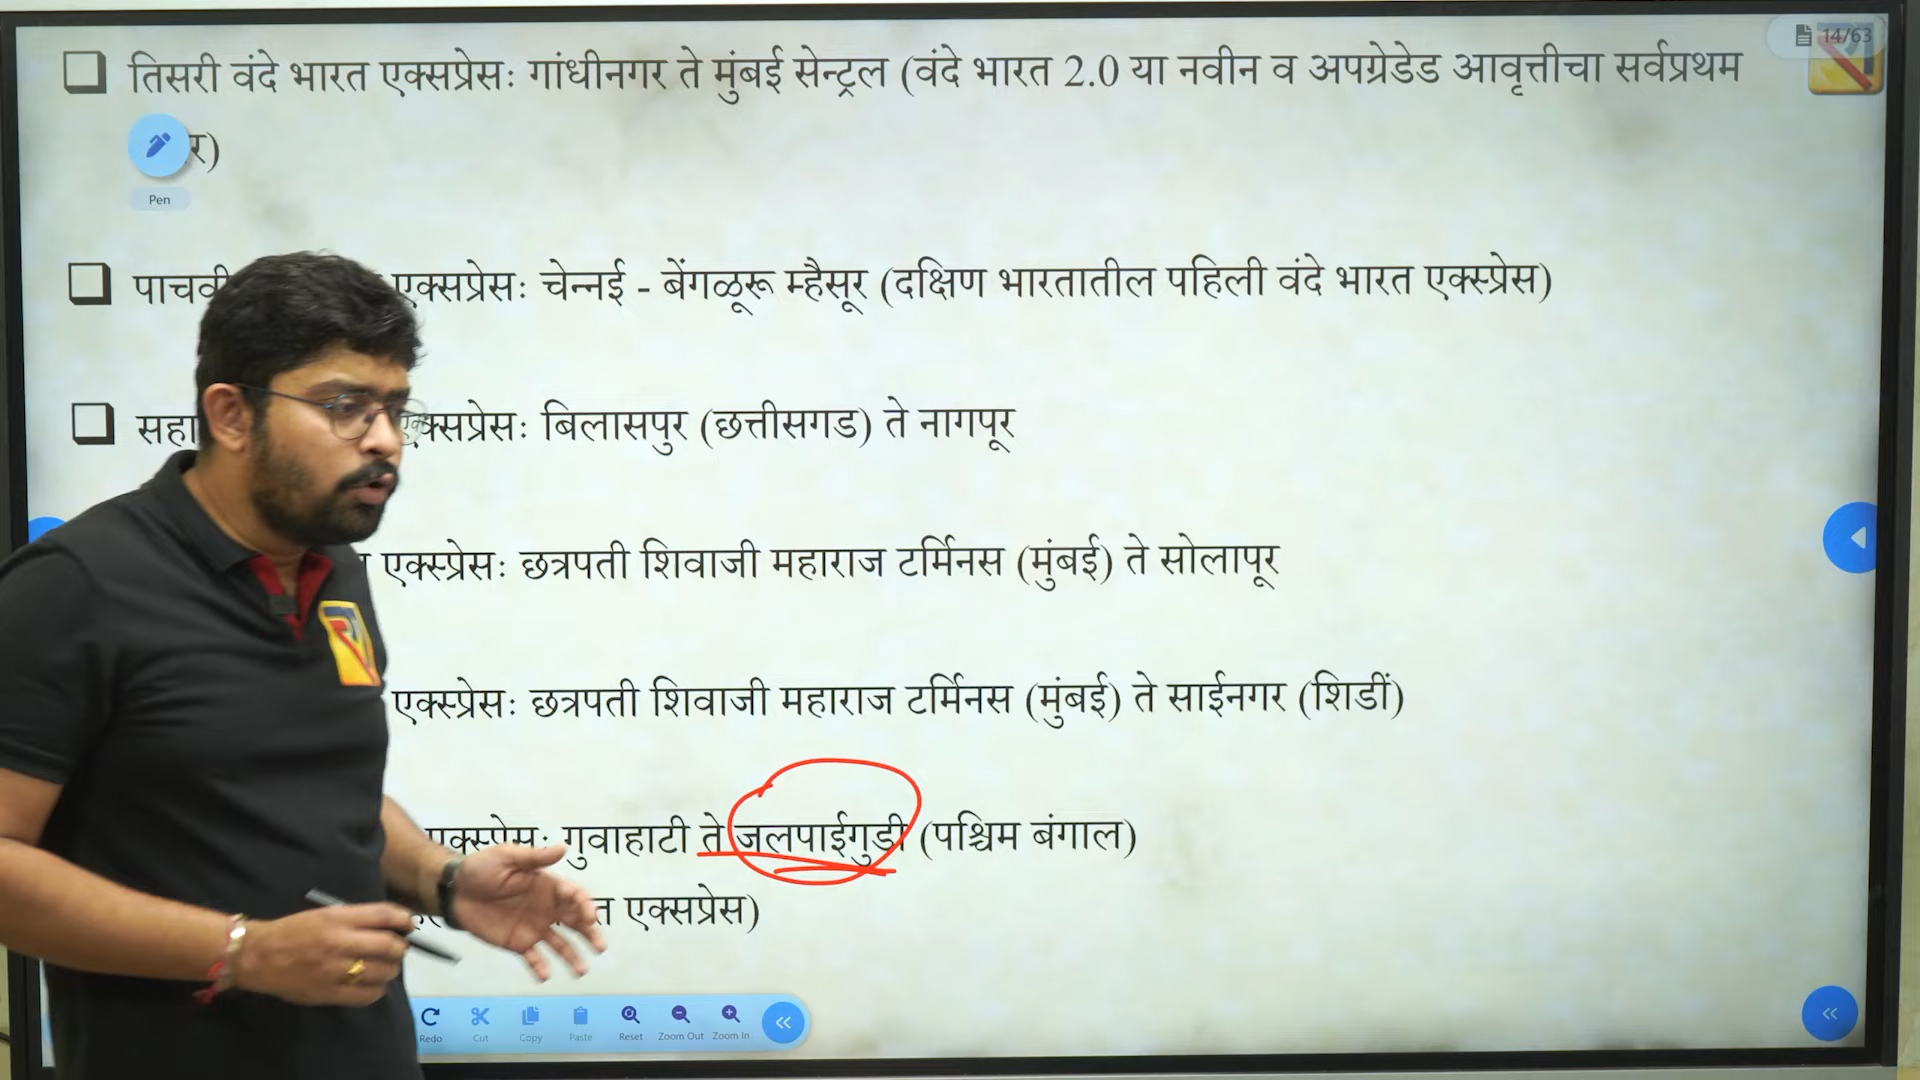 14/63
तिसरी वंदे भारत एक्सप्रेसः गांधीनगर ते मुंबई सेन्ट्रल (वंदे भारत 2.0 या नवीन व अपग्रेडेड आवृत्तीचा सर्वप्रथम
Pen
एक्सप्रेसः चेन्नई - बेंगळूरू म्हैसूर (दक्षिण भारतातील पहिली वंदे भारत एक्स्प्रेस)
बिलासपुर (छत्तीसगड) ते नागपूर
एक्स्प्रेसः छत्रपती शिवाजी महाराज टर्मिनस (मुंबई) ते सोलापूर
एक्स्प्रेसः छत्रपती शिवाजी महाराज टर्मिनस (मुंबई) ते साईनगर (शिर्डी)
एक्स्प्रेसः गुवाहाटी ते जलपाईगुडी (पश्चिम बंगाल)
एक्सप्रेस)
Redo Cut Copy Paste Reset Zoom Out Zoom In